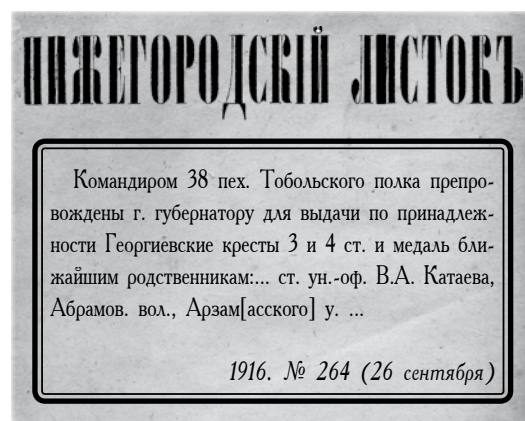 НИЖЕГОРОДСКІЙ ЛИСТОКЪ
Командиром 38 пех. Тобольского полка препро-
вождены г. губернатору для выдачи по принадлеж-
ности Георгиевские кресты 3 и 4 ст. и медаль бли-
жайшим родственникам:... ст. ун.-оф. В.А. Катаева,
Абрамов. вол., Арзам[асского] у. ...
1916. № 264 (26 сентября)